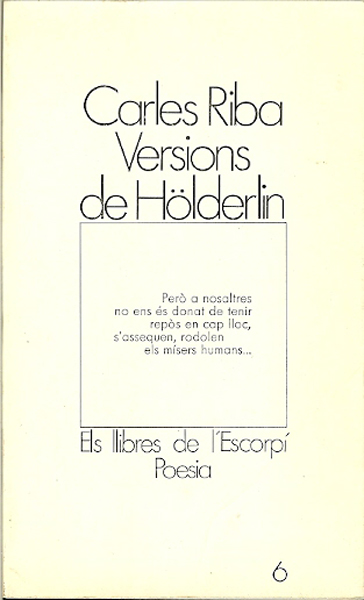 Carles Riba
Versions
de Hölderlin
Però a nosaltres
no ens és donat de tenir
repòs en cap lloc,
s'assequen, rodolen
els mísers humans...
Els llibres de l'Escorpí
Poesia
6